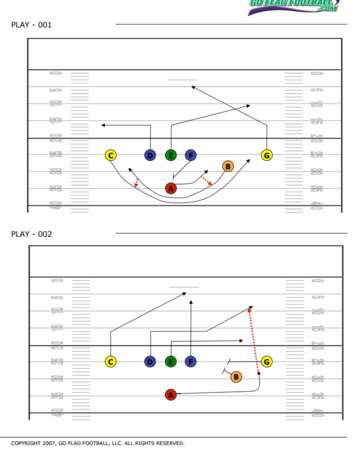 GO FLAG FOOTBALL
.COM
PLAY - 001
C D E F G
B
A
PLAY - 002
C D E F G
B
A
COPYRIGHT 2007, GO FLAG FOOTBALL, LLC. ALL RIGHTS RESERVED.